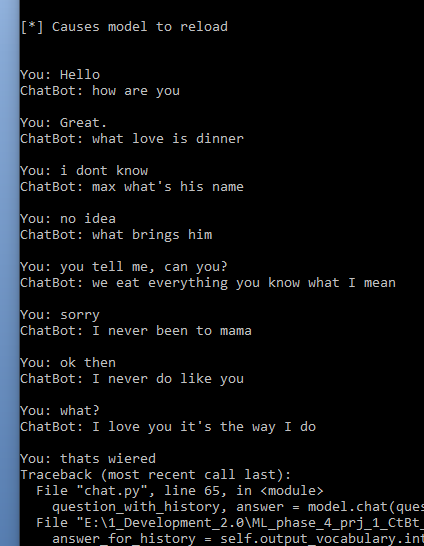 [*] Causes model to reload
You: Hello
ChatBot: how are you
You: Great.
ChatBot: what love is dinner
You: i dont know
ChatBot: max what's his name
You: no idea
ChatBot: what brings him
You: you tell me, can you?
ChatBot: we eat everything you know what I mean
You: sorry
ChatBot: I never been to mama
You: ok then
ChatBot: I never do like you
You: what?
ChatBot: I love you it's the way I do
You: thats wiered
Traceback (most recent call last):
File "chat.py", line 65, in <module>
question_with_history, answer = model.chat(ques
File "E:\1_Development_2.0\ML_phase_4_prj_1_CtBt_
answer_for_history = self.output_vocabulary.int